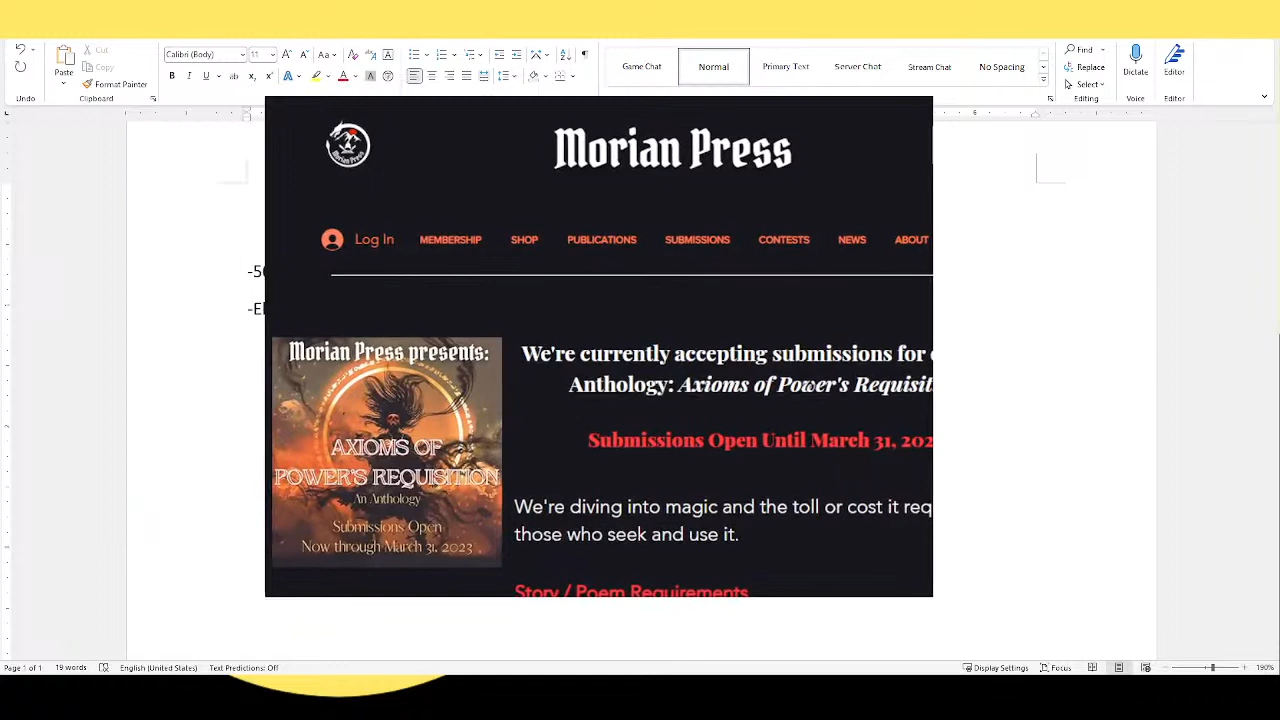 Cut
Copy
Paste
Format Painter
Calibri (Body)
11
Undo
Clipboard
Game Chat
Normal
Primary Text
Server Chat
Stream Chat
No Spacing
Find
Replace
Select
Editing
Dictate
Voice
Editor
Editor
6
Morian Press
Log In
MEMBERSHIP
SHOP
PUBLICATIONS
SUBMISSIONS
CONTESTS
NEWS
ABOUT
Morian Press presents:
AXIOMS OF
POWER'S REQUISITION
An Anthology
Submissions Open
Now through March 31, 2023
We're currently accepting submissions for
Anthology: Axioms of Power's Requisit
Submissions Open Until March 31, 202
We're diving into magic and the toll or cost it req
those who seek and use it.
Story / Poem Requirements
Page 1 of 1
19 words
English (United States)
Text Predictions: Off
Display Settings
Focus
190%